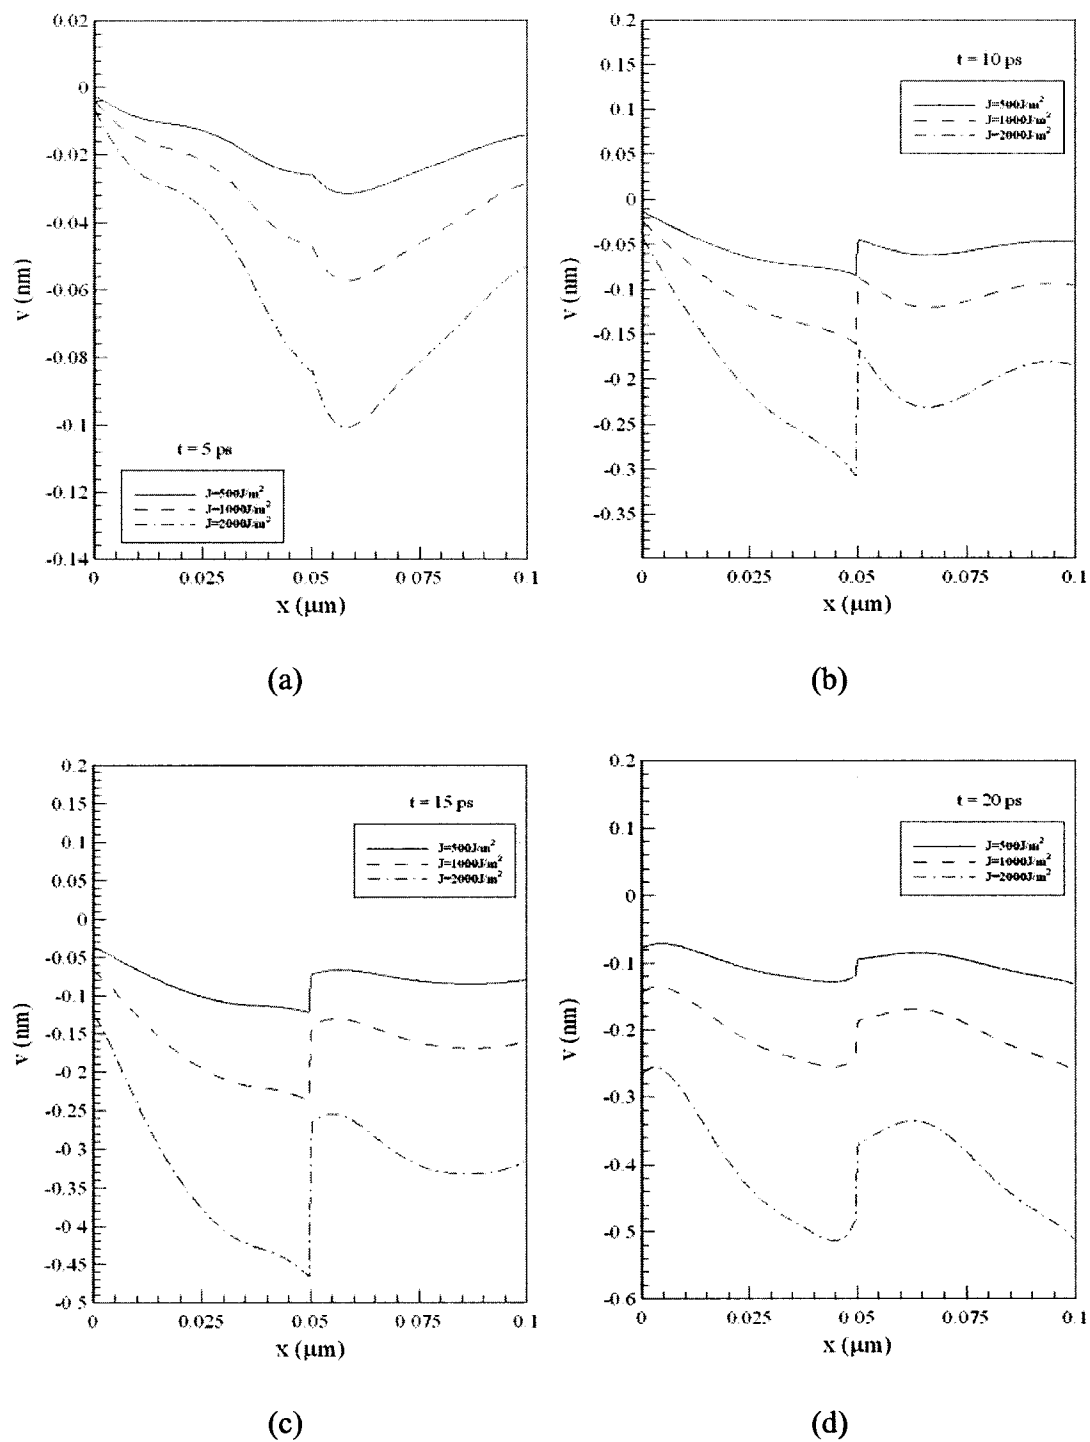 0.02
0
-0.02
-0.04
-0.06
-0.08
-0.1
-0.12
-0.14
v (nm)
t = 5 ps
J=500J/m²
J=1000J/m²
J=2000J/m²
0 0.025 0.05 0.075 0.1
x (μm)
(a)
0.2
0.15
0.1
0.05
0
-0.05
-0.1
-0.15
-0.2
-0.25
-0.3
-0.35
v (nm)
t = 10 ps
J=500J/m²
J=1000J/m²
J=2000J/m²
0 0.025 0.05 0.075 0.1
x (μm)
(b)
0.2
0.15
0.1
0.05
0
-0.05
-0.1
-0.15
-0.2
-0.25
-0.3
-0.35
-0.4
-0.45
-0.5
v (nm)
t = 15 ps
J=500J/m²
J=1000J/m²
J=2000J/m²
0 0.025 0.05 0.075 0.1
x (μm)
(c)
0.2
0.1
0
-0.1
-0.2
-0.3
-0.4
-0.5
-0.6
v (nm)
t = 20 ps
J=500J/m²
J=1000J/m²
J=2000J/m²
0 0.025 0.05 0.075 0.1
x (μm)
(d)